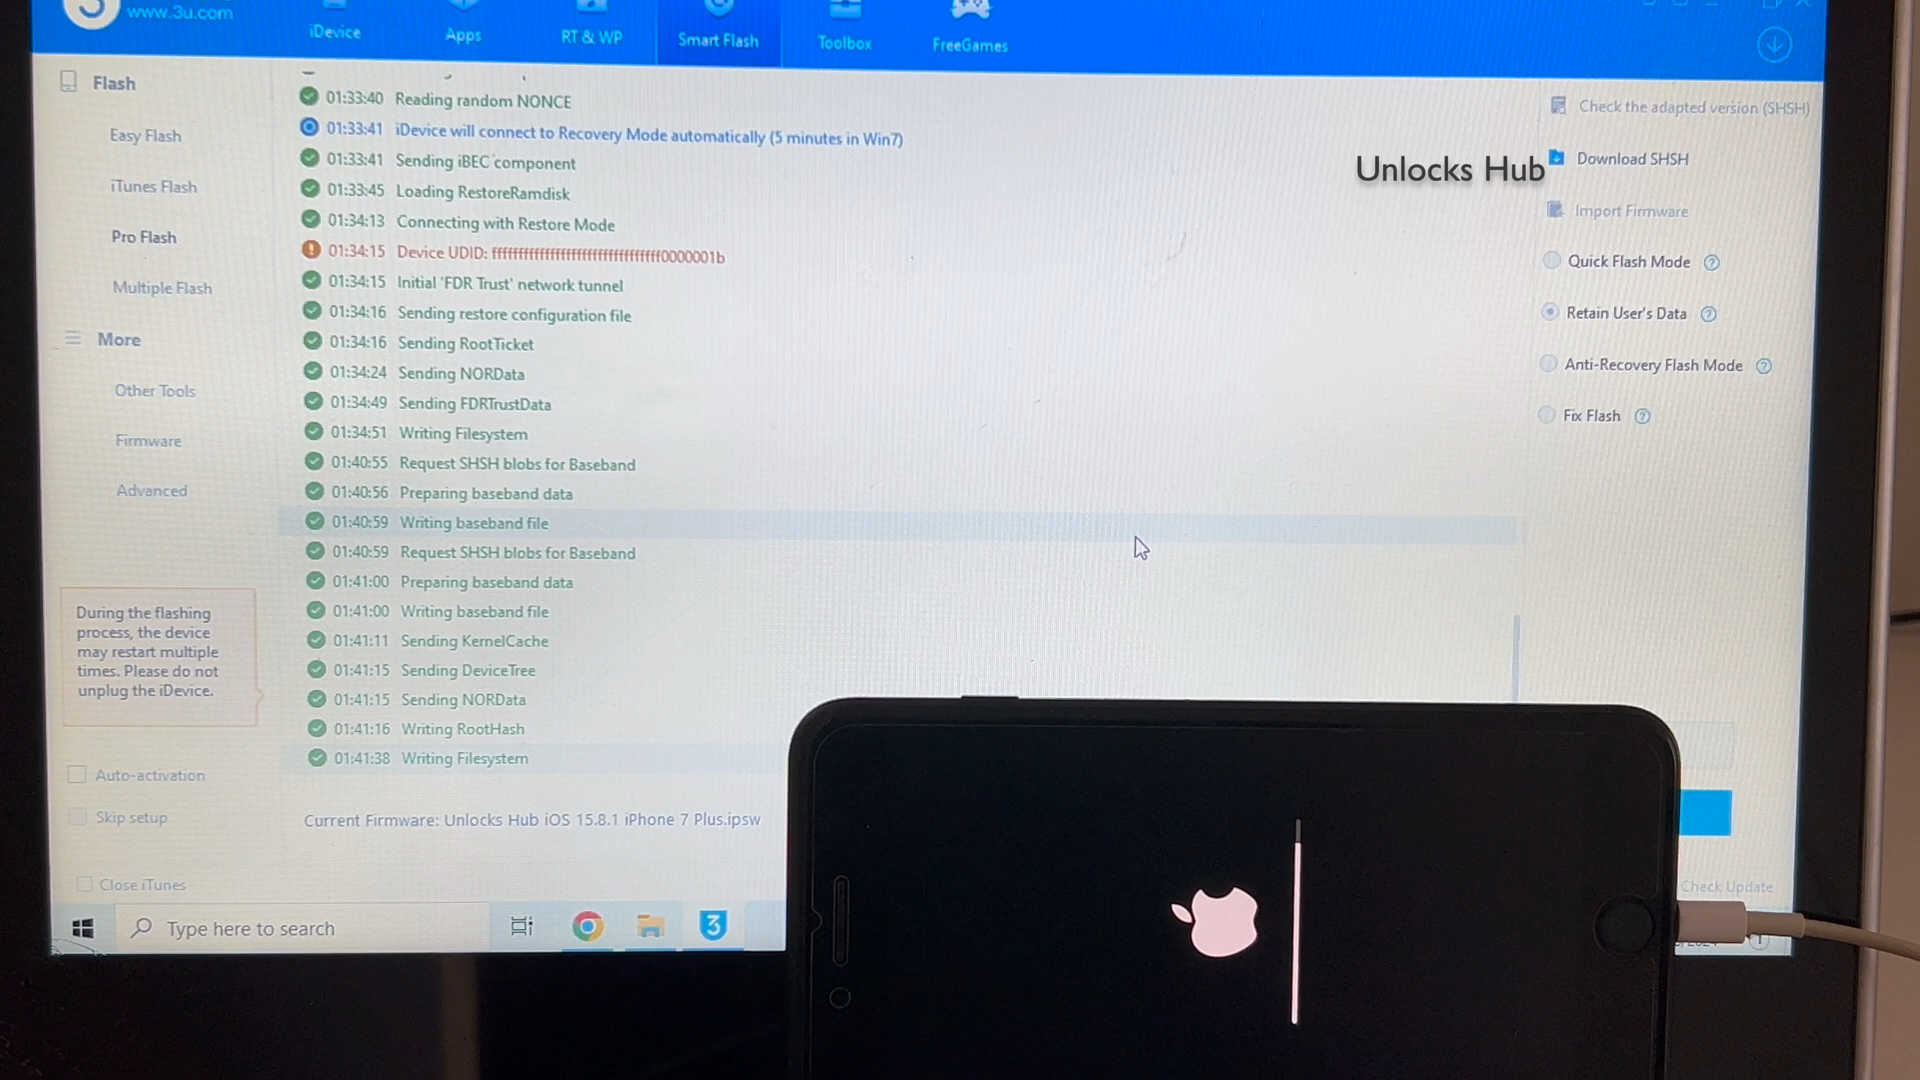 www.3u.com
iDevice
Apps
RT & WP
Smart Flash
Toolbox
FreeGames
Flash
Easy Flash
iTunes Flash
Pro Flash
Multiple Flash
More
Other Tools
Firmware
Advanced
During the flashing
process, the device
may restart multiple
times. Please do not
unplug the iDevice.
Auto-activation
Skip setup
Close iTunes
01:33:40 Reading random NONCE
01:33:41 iDevice will connect to Recovery Mode automatically (5 minutes in Win7)
01:33:41 Sending iBEC component
01:33:45 Loading RestoreRamdisk
01:34:13 Connecting with Restore Mode
01:34:15 Device UDID:
01:34:15 Initial 'FDR Trust' network tunnel
01:34:16 Sending restore configuration file
01:34:16 Sending RootTicket
01:34:24 Sending NORData
01:34:49 Sending FDRTrustData
01:34:51 Writing Filesystem
01:40:55 Request SHSH blobs for Baseband
01:40:56 Preparing baseband data
01:40:59 Writing baseband file
01:40:59 Request SHSH blobs for Baseband
01:41:00 Preparing baseband data
01:41:00 Writing baseband file
01:41:11 Sending KernelCache
01:41:15 Sending DeviceTree
01:41:15 Sending NORData
01:41:16 Writing RootHash
01:41:38 Writing Filesystem
Current Firmware: Unlocks Hub iOS 15.8.1 iPhone 7 Plus.ipsw
Check the adapted version (SHSH)
Unlocks Hub
Download SHSH
Import Firmware
Quick Flash Mode
Retain User's Data
Anti-Recovery Flash Mode
Fix Flash
Check Update
Type here to search
3